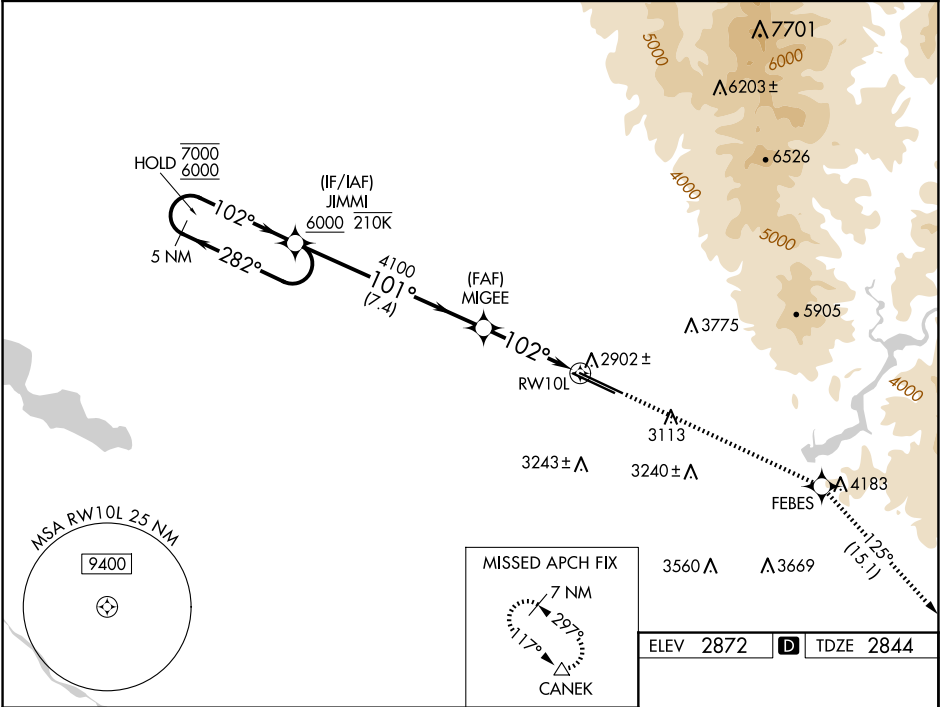 7701
5000
6000
6203±
HOLD 7000
6000
6526
(IF/IAF)
JIMMI
6000 210K
4000
102°
5 NM
282°
5000
4100
101°
(7.4)
(FAF)
MIGEE
5905
3775
102°
2902±
RW10L
4000
3113
3243±
3240±
4183
FEBES
125°
(15.1)
MSA RW10L 25 NM
9400
MISSED APCH FIX
7 NM
297°
117°
CANEK
3560
3669
ELEV 2872 D TDZE 2844